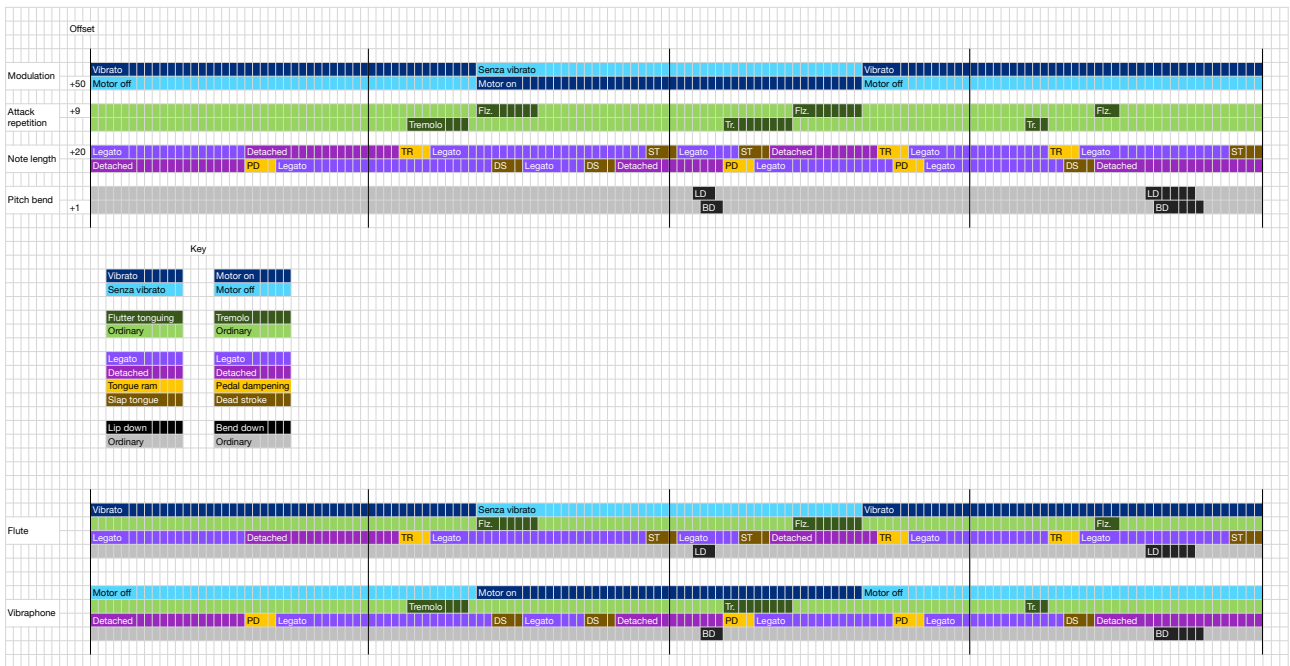 Offset
Vibrato Senza vibrato Vibrato
Modulation
+50 Motor off Motor on Motor off
Attack repetition +9 Flz. Flz. Flz.
Tremolo Tr. Tr.
+20 Legato Detached TR Legato ST Legato ST Detached TR Legato TR Legato ST
Note length
Detached PD Legato DS Legato DS Detached PD Legato PD Legato DS Detached
LD LD
Pitch bend
+1 BD BD
Key
Vibrato Motor on
Senza vibrato Motor off
Flutter tonguing Tremolo
Ordinary Ordinary
Legato Legato
Detached Detached
Tongue ram Pedal dampening
Slap tongue Dead stroke
Lip down Bend down
Ordinary Ordinary
Vibrato Senza vibrato Vibrato
Flz. Flz. Flz.
Flute
Legato Detached TR Legato ST Legato ST Detached TR Legato TR Legato ST
LD LD
Motor off Motor on Motor off
Tremolo Tr. Tr.
Vibraphone
Detached PD Legato DS Legato DS Detached PD Legato PD Legato DS Detached
BD BD